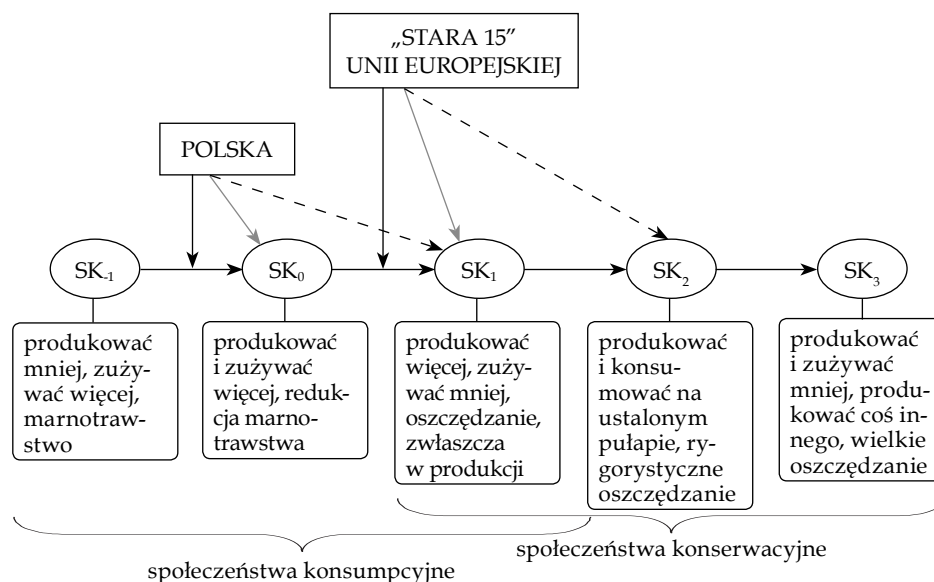 „STARA 15”
UNII EUROPEJSKIEJ
POLSKA
SK-1
SK0
SK1
SK2
SK3
produkować
mniej, zuży-
wać więcej,
marnotraw-
stwo
produkować
i zużywać
więcej, reduk-
cja marno-
trawstwa
produkować
więcej, zuży-
wać mniej,
oszczędzanie,
zwłaszcza
w produkcji
produkować
i konsu-
mować na
ustalonym
pułapie, ry-
gorystyczne
oszczędzanie
produkować
i zużywać
mniej, produ-
kować coś in-
nego, wielkie
oszczędzanie
społeczeństwa konserwacyjne
społeczeństwa konsumpcyjne